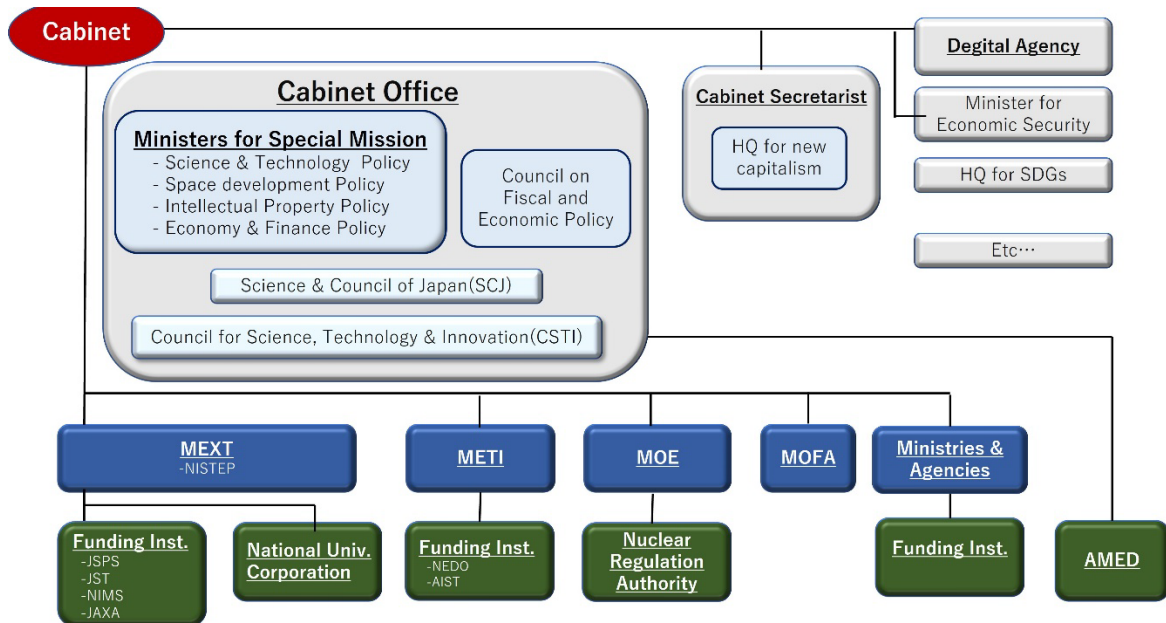 Cabinet
Cabinet Office
Ministers for Special Mission
- Science & Technology Policy
- Space development Policy
- Intellectual Property Policy
- Economy & Finance Policy
Council on
Fiscal and
Economic Policy
Science & Council of Japan(SCJ)
Council for Science, Technology & Innovation(CSTI)
Cabinet Secretarist
HQ for new
capitalism
Degital Agency
Minister for
Economic Security
HQ for SDGs
Etc…
MEXT
-NISTEP
METI
MOE
MOFA
Ministries &
Agencies
Funding Inst.
-JSPS
-JST
-NIMS
-JAXA
National Univ.
Corporation
Funding Inst.
-NEDO
-AIST
Nuclear
Regulation
Authority
Funding Inst.
AMED